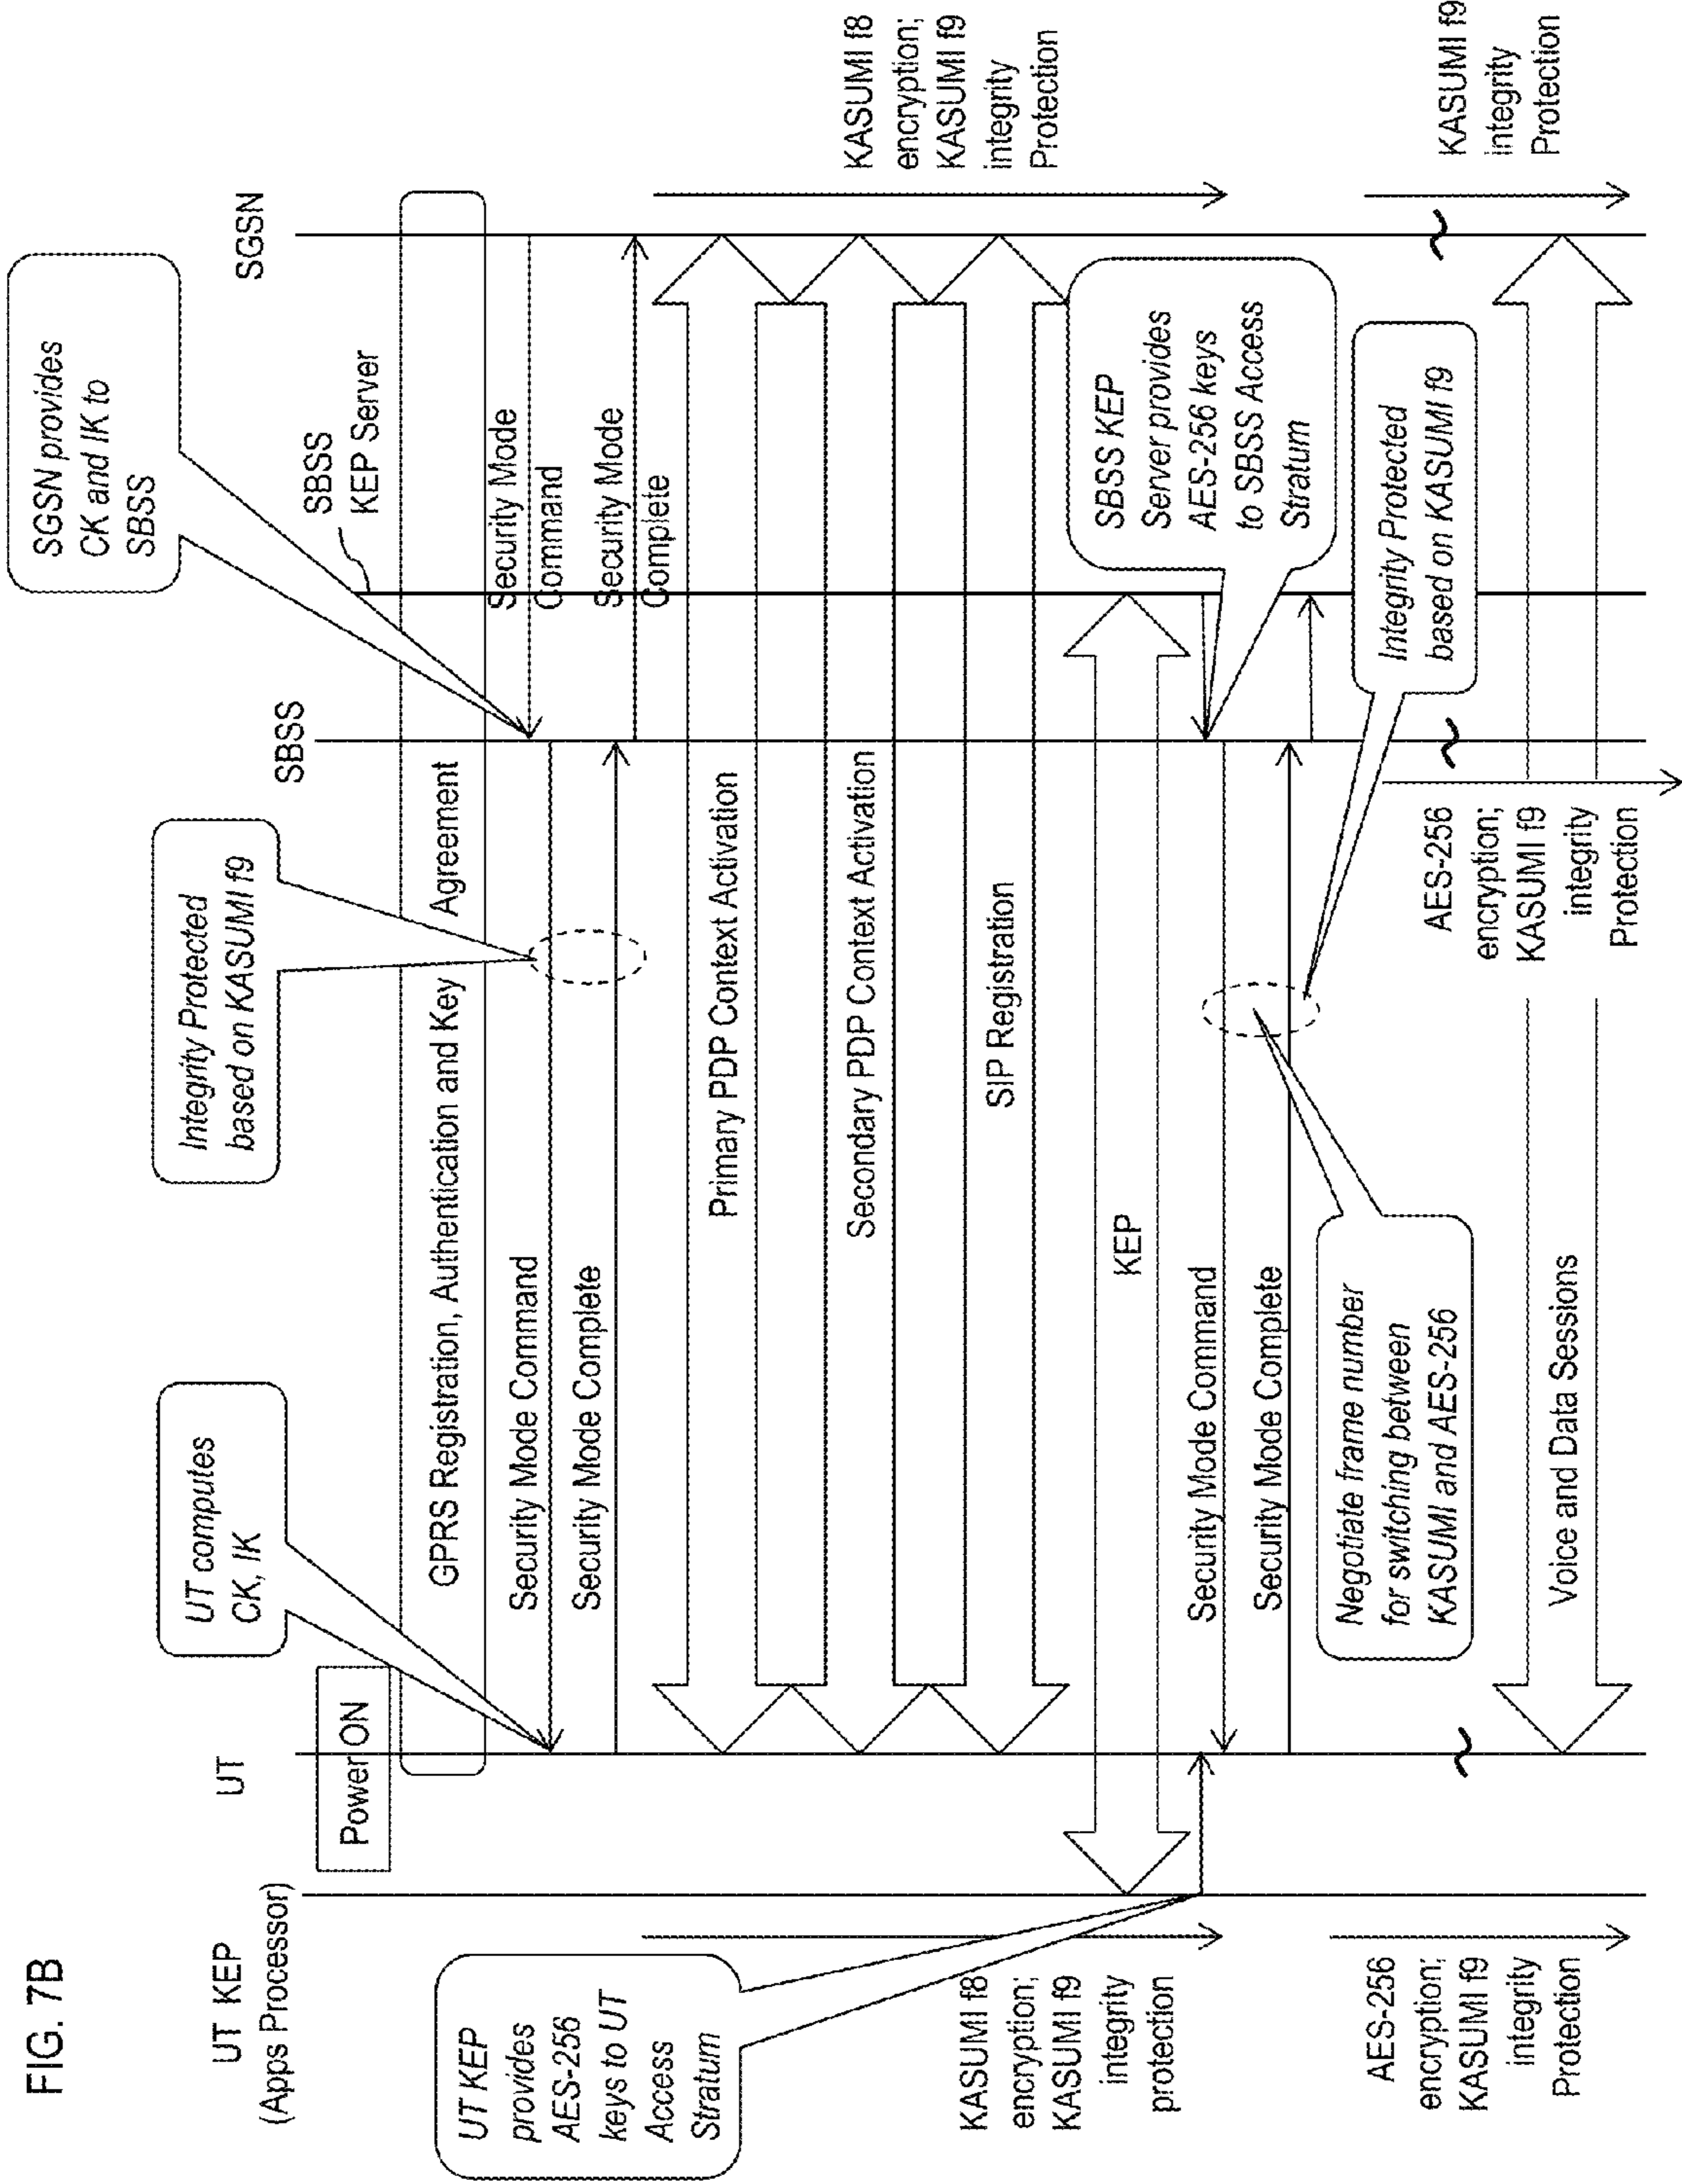 FIG. 7B
UT KEP
(Apps Processor)
UT
SBSS
SBSS
KEP Server
SGSN
Power ON
UT computes
CK, IK
Integrity Protected
based on KASUMI f9
SGSN provides
CK and IK to
SBSS
GPRS Registration, Authentication and Key Agreement
Security Mode Command
Security Mode Complete
Security Mode
Command
Security Mode
Complete
Primary PDP Context Activation
Secondary PDP Context Activation
SIP Registration
KASUMI f8
encryption;
KASUMI f9
integrity
Protection
UT KEP
provides
AES-256
keys to UT
Access
Stratum
KASUMI f8
encryption;
KASUMI f9
integrity
protection
KEP
SBSS KEP
Server provides
AES-256 keys
to SBSS Access
Stratum
Security Mode Command
Security Mode Complete
Negotiate frame number
for switching between
KASUMI and AES-256
Integrity Protected
based on KASUMI f9
AES-256
encryption;
KASUMI f9
integrity
Protection
AES-256
encryption;
KASUMI f9
integrity
Protection
KASUMI f9
integrity
Protection
Voice and Data Sessions